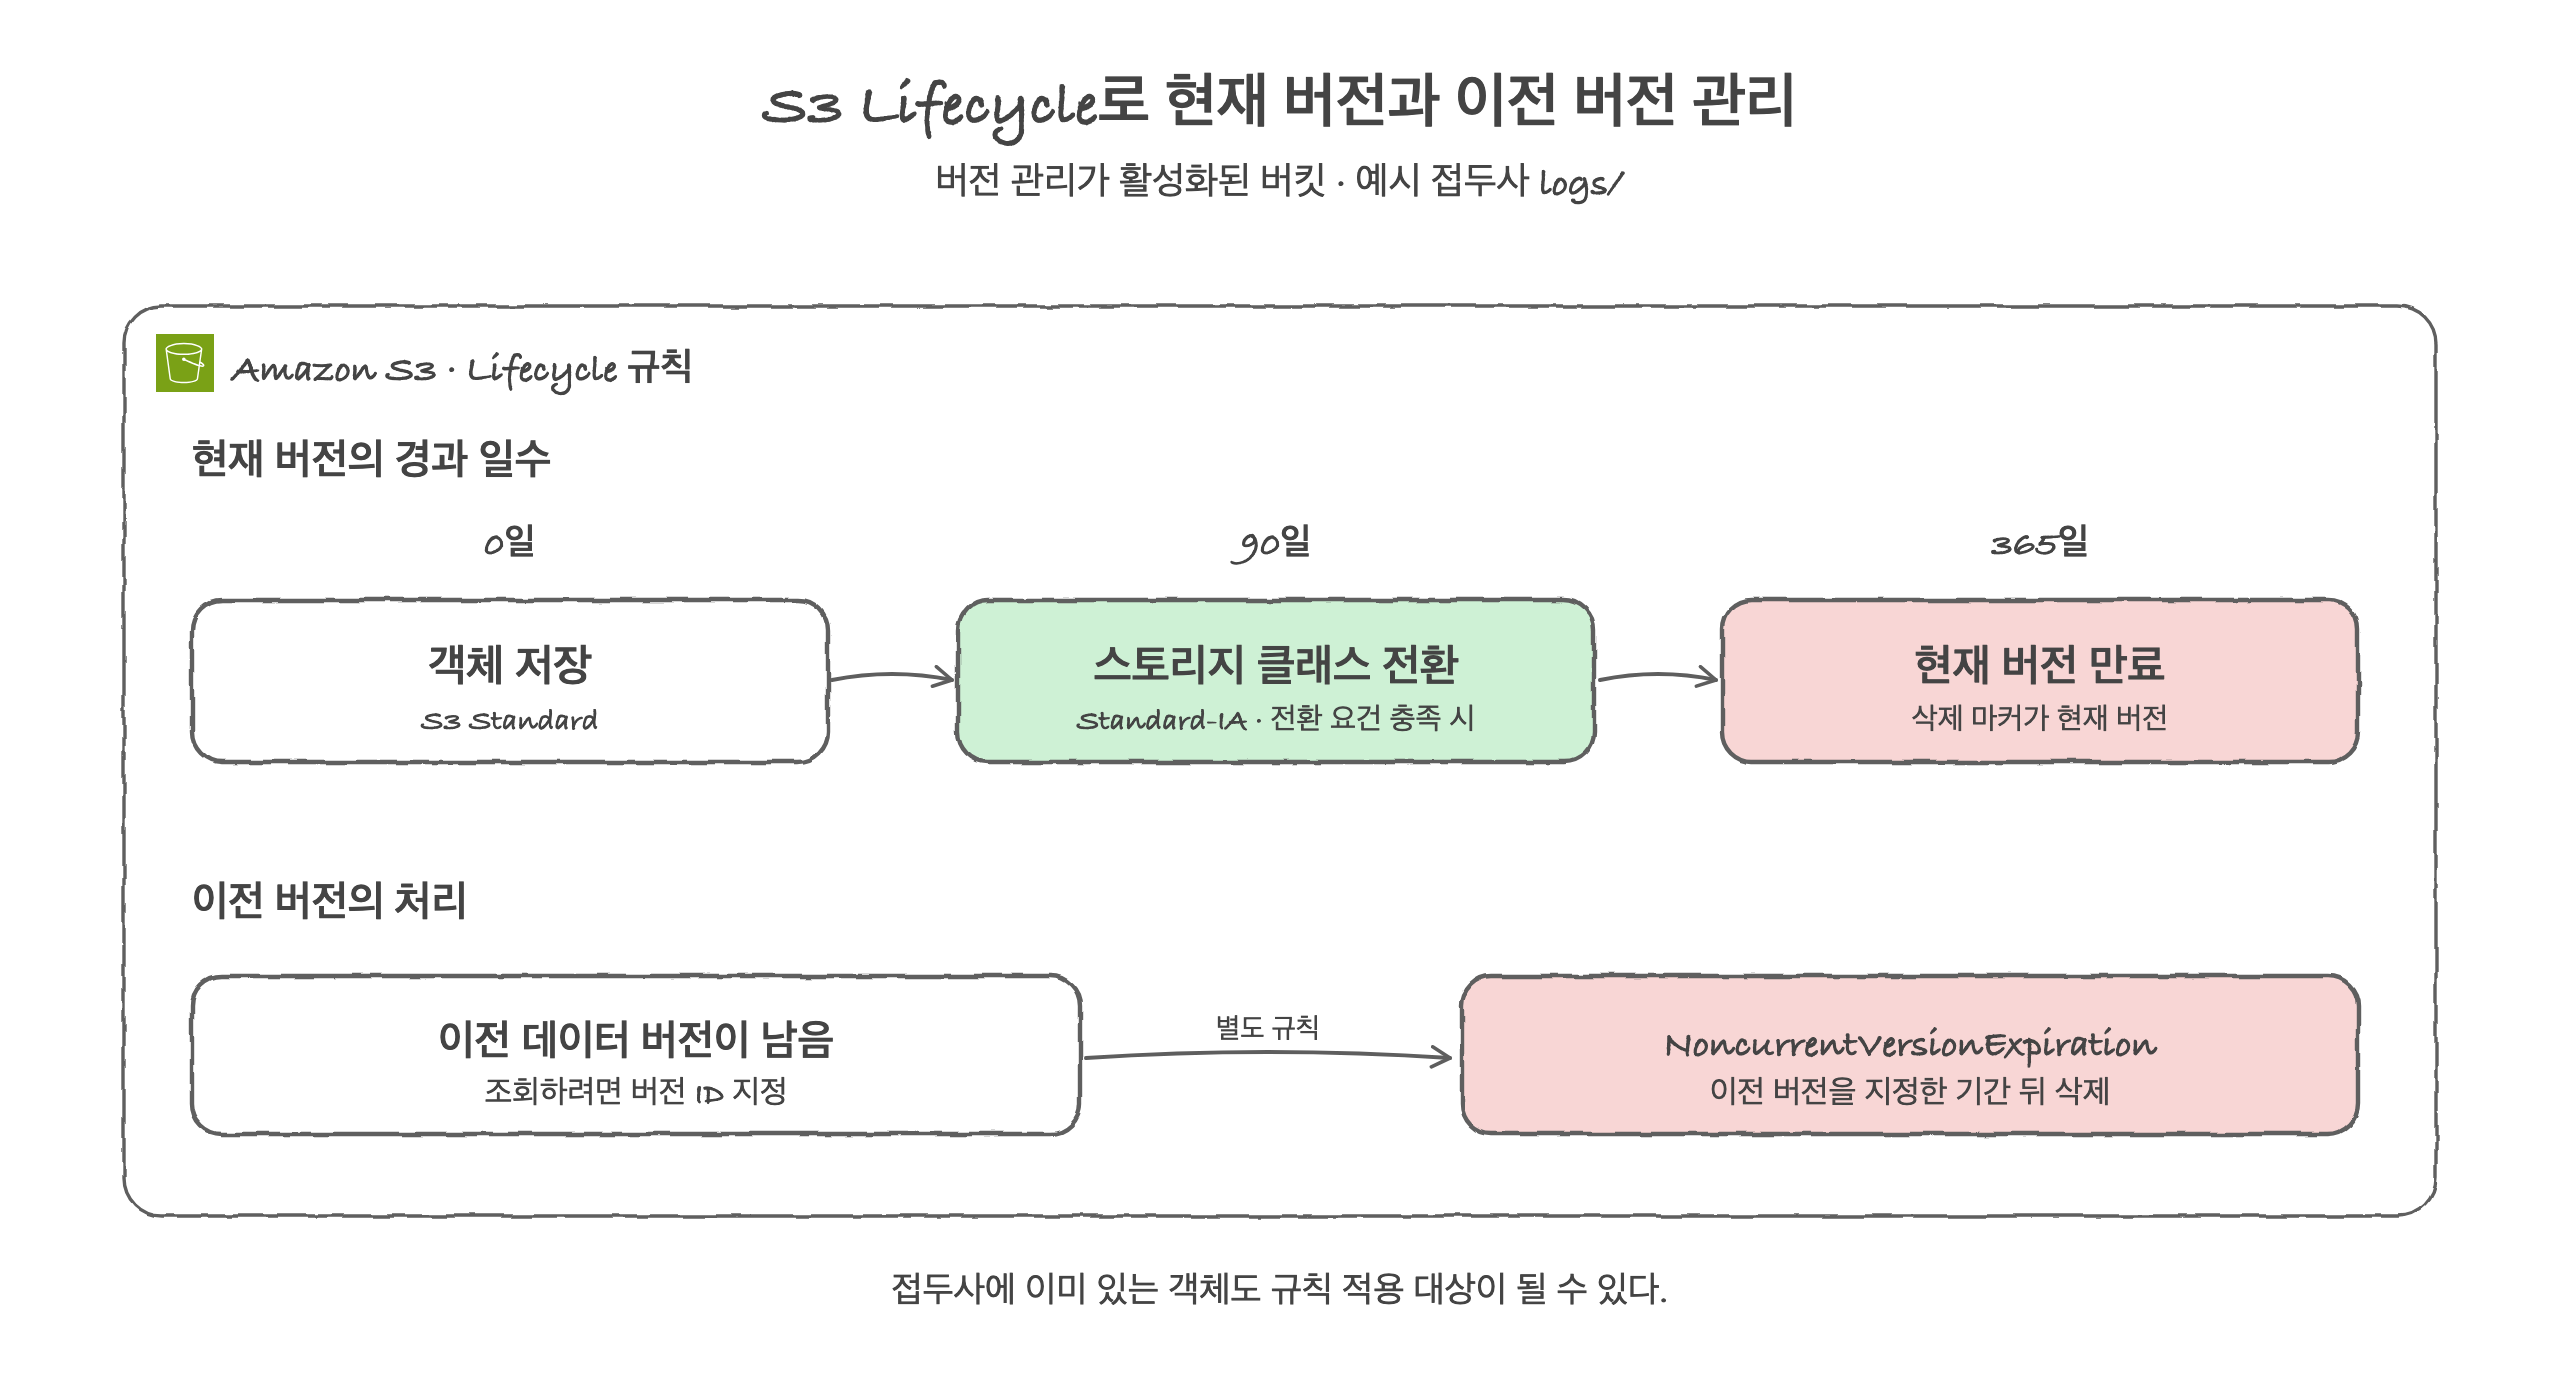 S3 Lifecycle로 현재 버전과 이전 버전 관리
버전 관리가 활성화된 버킷 · 예시 접두사 logs/
Amazon S3 · Lifecycle 규칙
현재 버전의 경과 일수
0일
90일
365일
객체 저장
S3 Standard
스토리지 클래스 전환
Standard-IA · 전환 요건 충족 시
현재 버전 만료
삭제 마커가 현재 버전
이전 버전의 처리
이전 데이터 버전이 남음
조회하려면 버전 ID 지정
별도 규칙
NoncurrentVersionExpiration
이전 버전을 지정한 기간 뒤 삭제
접두사에 이미 있는 객체도 규칙 적용 대상이 될 수 있다.